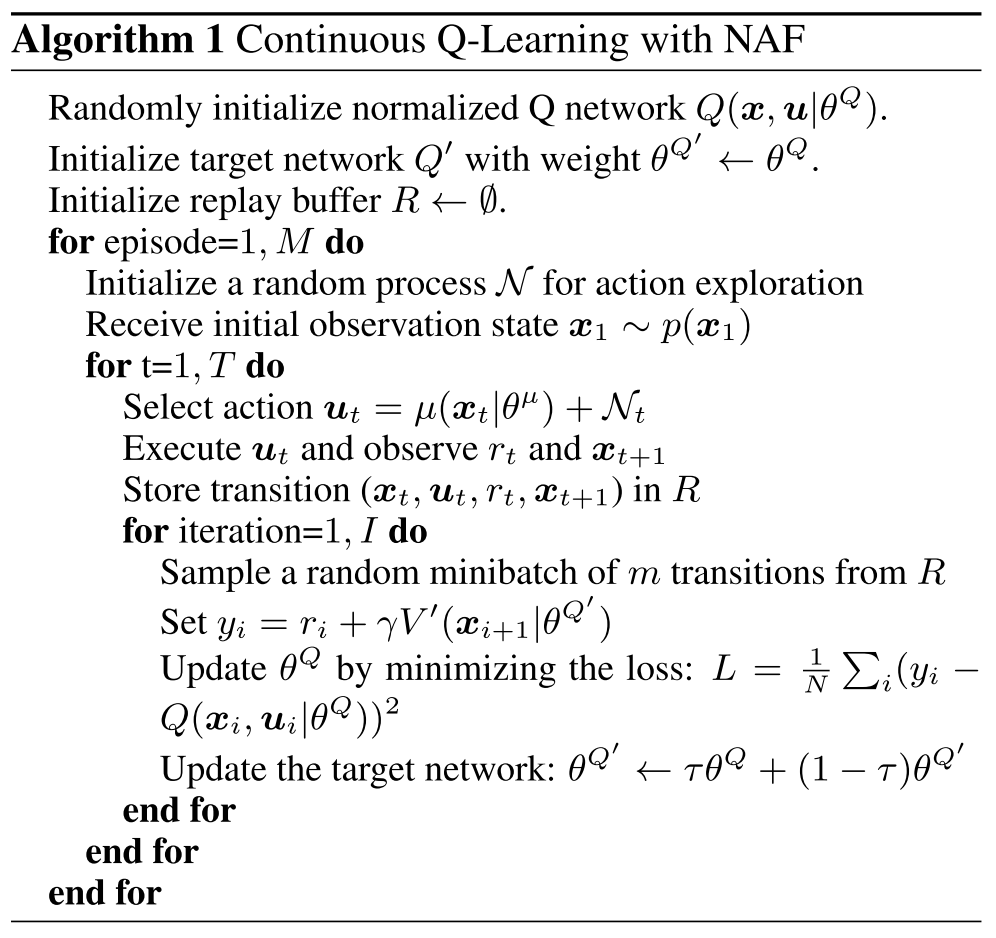 Algorithm 1 Continuous Q-Learning with NAF
Randomly initialize normalized Q network $Q(\boldsymbol{x}, \boldsymbol{u}|\theta^Q)$.
Initialize target network $Q'$ with weight $\theta^{Q'} \leftarrow \theta^Q$.
Initialize replay buffer $R \leftarrow \emptyset$.
for episode=$1, M$ do
Initialize a random process $\mathcal{N}$ for action exploration
Receive initial observation state $\boldsymbol{x}_1 \sim p(\boldsymbol{x}_1)$
for t=$1, T$ do
Select action $\boldsymbol{u}_t = \mu(\boldsymbol{x}_t|\theta^\mu) + \mathcal{N}_t$
Execute $\boldsymbol{u}_t$ and observe $r_t$ and $\boldsymbol{x}_{t+1}$
Store transition $(\boldsymbol{x}_t, \boldsymbol{u}_t, r_t, \boldsymbol{x}_{t+1})$ in $R$
for iteration=$1, I$ do
Sample a random minibatch of $m$ transitions from $R$
Set $y_i = r_i + \gamma V'(\boldsymbol{x}_{i+1}|\theta^{Q'})$
Update $\theta^Q$ by minimizing the loss: $L = \frac{1}{N} \sum_i (y_i -$
$Q(\boldsymbol{x}_i, \boldsymbol{u}_i|\theta^Q))^2$
Update the target network: $\theta^{Q'} \leftarrow \tau\theta^Q + (1 - \tau)\theta^{Q'}$
end for
end for
end for